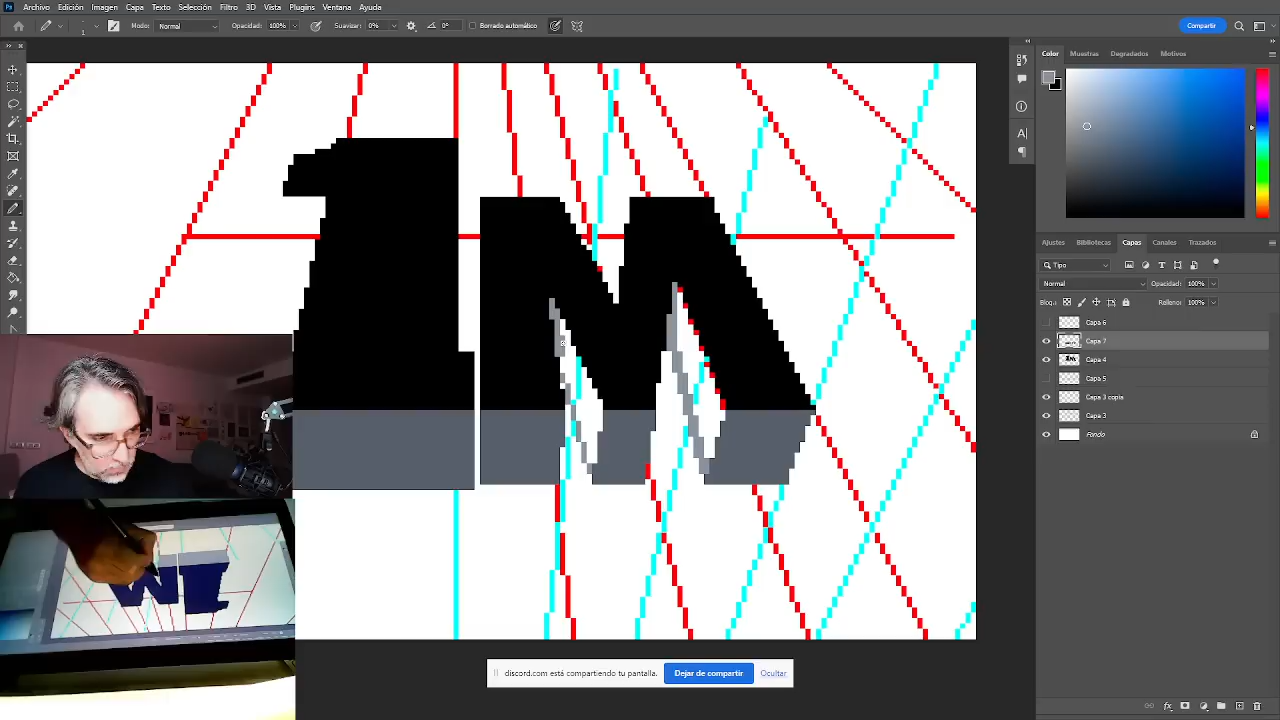 Archivo Edición Imagen Capa Texto Selección Filtro 3D Vista Plugins Ventana Ayuda
1 Modo: Normal Opacidad: 100% Suavizar: 0% 0° Borrado automático Compartir
Color Muestras Degradados Motivos
1M
Ajustes Bibliotecas Capas Canales Trazados
Tipo
Normal Opacidad: 100%
Bloq.: Relleno: 100%
Capa 6
Capa 7
Capa 4
Capa 5
Capa 3 copia
Capa 3
Fondo
discord.com está compartiendo tu pantalla. Dejar de compartir Ocultar